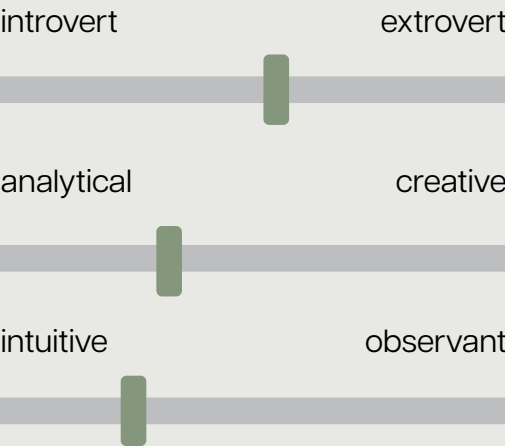 introvert extrovert
analytical creative
intuitive observant